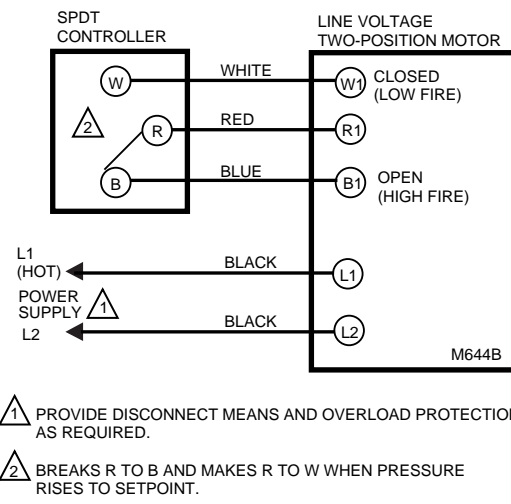 SPDT
CONTROLLER
LINE VOLTAGE
TWO-POSITION MOTOR
W
WHITE
W1
CLOSED
(LOW FIRE)
2
R
RED
R1
B
BLUE
B1
OPEN
(HIGH FIRE)
L1
(HOT)
BLACK
L1
POWER
SUPPLY
1
L2
BLACK
L2
M644B
1 PROVIDE DISCONNECT MEANS AND OVERLOAD PROTECTION
AS REQUIRED.
2 BREAKS R TO B AND MAKES R TO W WHEN PRESSURE
RISES TO SETPOINT.